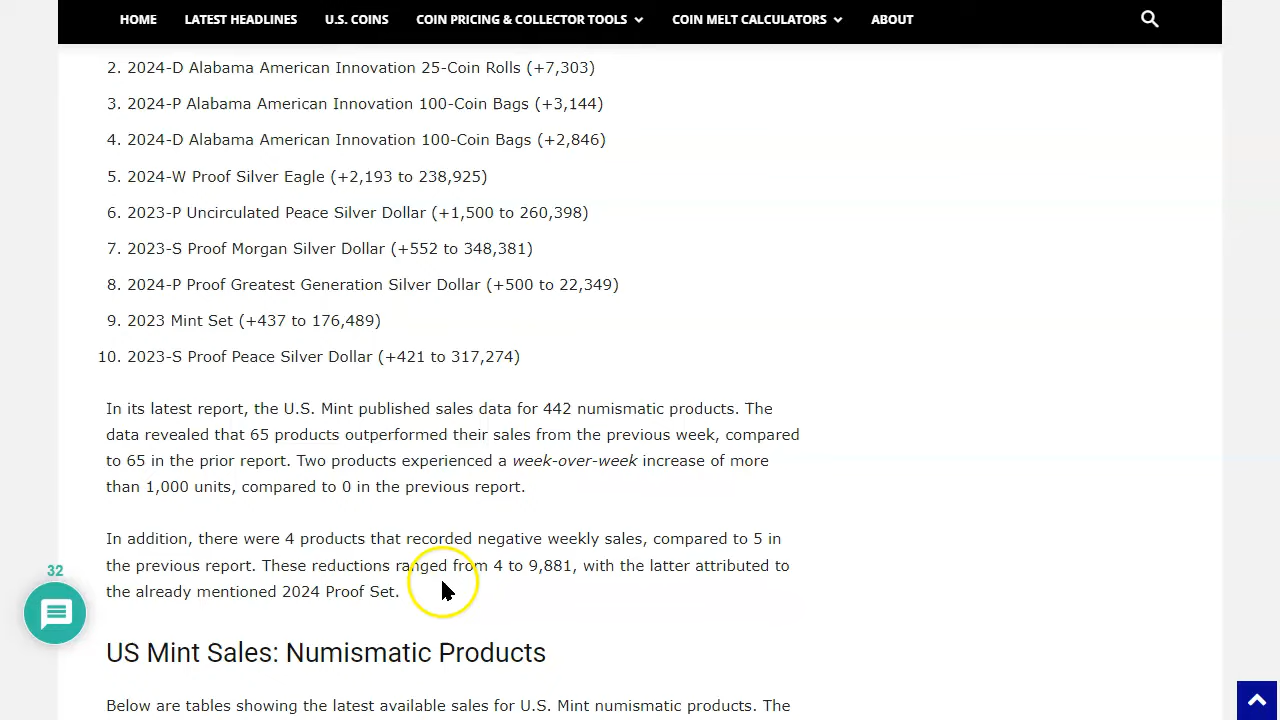 HOME LATEST HEADLINES U.S. COINS COIN PRICING & COLLECTOR TOOLS COIN MELT CALCULATORS ABOUT
2. 2024-D Alabama American Innovation 25-Coin Rolls (+7,303)
3. 2024-P Alabama American Innovation 100-Coin Bags (+3,144)
4. 2024-D Alabama American Innovation 100-Coin Bags (+2,846)
5. 2024-W Proof Silver Eagle (+2,193 to 238,925)
6. 2023-P Uncirculated Peace Silver Dollar (+1,500 to 260,398)
7. 2023-S Proof Morgan Silver Dollar (+552 to 348,381)
8. 2024-P Proof Greatest Generation Silver Dollar (+500 to 22,349)
9. 2023 Mint Set (+437 to 176,489)
10. 2023-S Proof Peace Silver Dollar (+421 to 317,274)
In its latest report, the U.S. Mint published sales data for 442 numismatic products. The
data revealed that 65 products outperformed their sales from the previous week, compared
to 65 in the prior report. Two products experienced a week-over-week increase of more
than 1,000 units, compared to 0 in the previous report.
In addition, there were 4 products that recorded negative weekly sales, compared to 5 in
the previous report. These reductions ranged from 4 to 9,881, with the latter attributed to
the already mentioned 2024 Proof Set.
32
US Mint Sales: Numismatic Products
Below are tables showing the latest available sales for U.S. Mint numismatic products. The